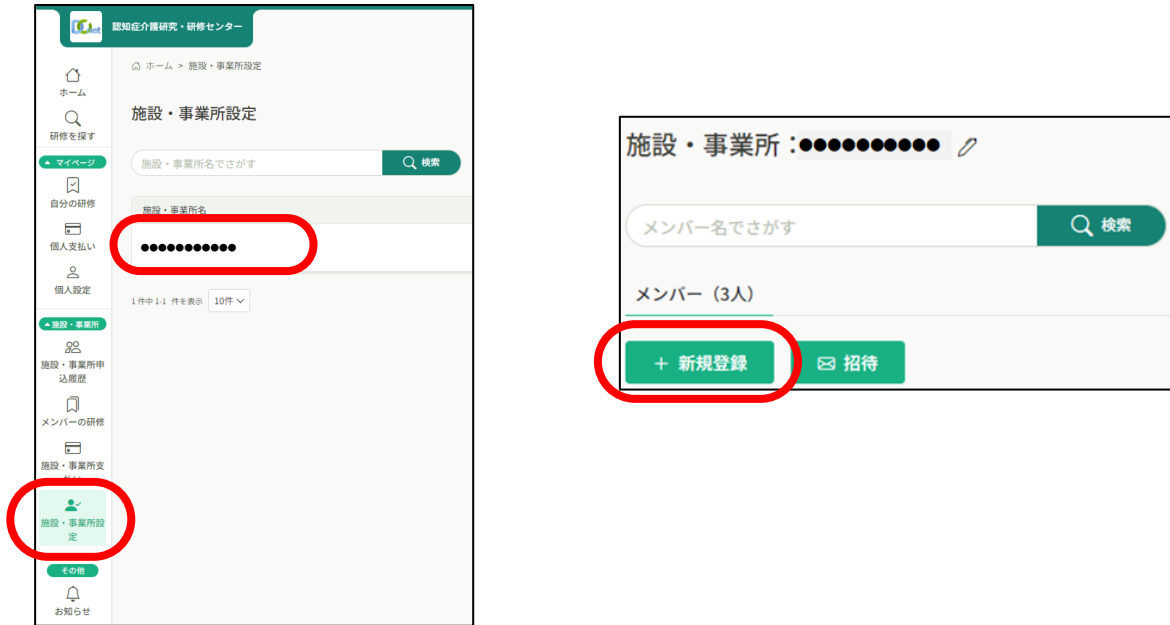 認知症介護研究・研修センター
ホーム > 施設・事業所設定
ホーム
研修を探す
マイページ
自分の研修
個人支払い
個人設定
施設・事業所
施設・事業所申
込履歴
メンバーの研修
施設・事業所支
施設・事業所設
定
その他
お知らせ
施設・事業所設定
施設・事業所名でさがす
検索
施設・事業所名
●●●●●●●●●●●
1件中 1-1 件を表示 10件
施設・事業所:●●●●●●●●●●
メンバー名でさがす
検索
メンバー (3人)
+ 新規登録
招待